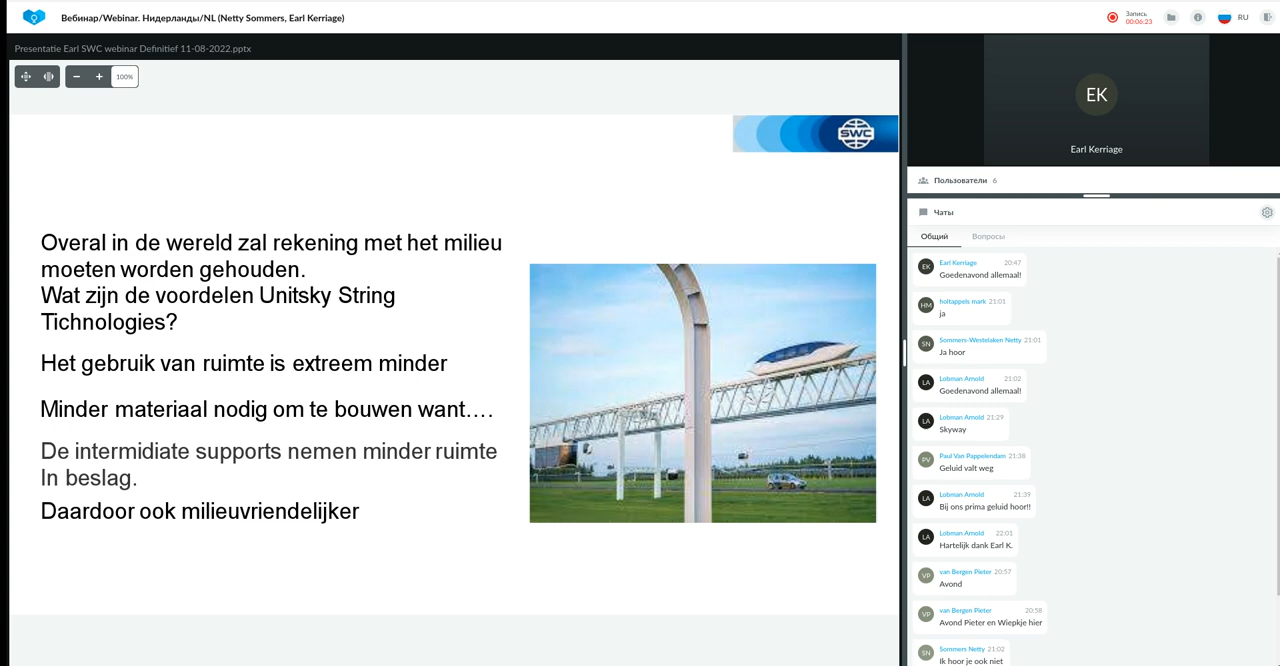 Вебинар/Webinar. Нидерланды/NL (Netty Sommers, Earl Kerriage)
Запись
00:06:23
RU
Presentatie Earl SWC webinar Definitief 11-08-2022.pptx
100%
SWC
Overal in de wereld zal rekening met het milieu
moeten worden gehouden.
Wat zijn de voordelen Unitsky String
Tichnologies?
Het gebruik van ruimte is extreem minder
Minder materiaal nodig om te bouwen want....
De intermidiate supports nemen minder ruimte
In beslag.
Daardoor ook milieuvriendelijker
EK
Earl Kerriage
Пользователи 6
Чаты
Общий Вопросы
EK Earl Kerriage 20:47
Goedenavond allemaal!
HM holtappels mark 21:01
ja
SN Sommers-Westelaken Netty 21:01
Ja hoor
LA Lobman Arnold 21:02
Goedenavond allemaal!
LA Lobman Arnold 21:29
Skyway
PV Paul Van Pappelendam 21:38
Geluid valt weg
LA Lobman Arnold 21:39
Bij ons prima geluid hoor!!
LA Lobman Arnold 22:01
Hartelijk dank Earl K.
VP van Bergen Pieter 20:57
Avond
VP van Bergen Pieter 20:58
Avond Pieter en Wiepkje hier
SN Sommers Netty 21:02
Ik hoor je ook niet